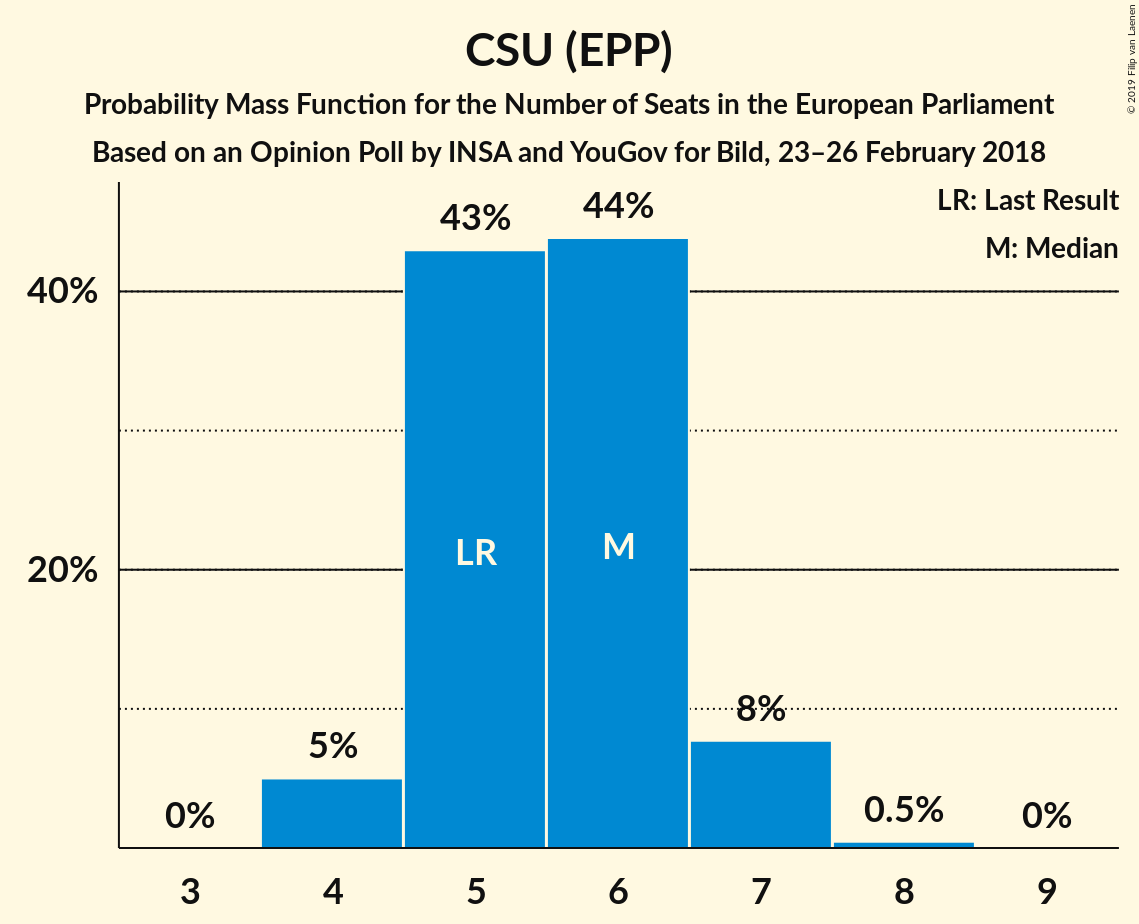 CSU (EPP)
Probability Mass Function for the Number of Seats in the European Parliament
Based on an Opinion Poll by INSA and YouGov for Bild, 23–26 February 2018
© 2019 Filip van Laenen
LR: Last Result
M: Median
43%
44%
40%
LR
M
20%
8%
5%
0%
0.5%
0%
3 4 5 6 7 8 9